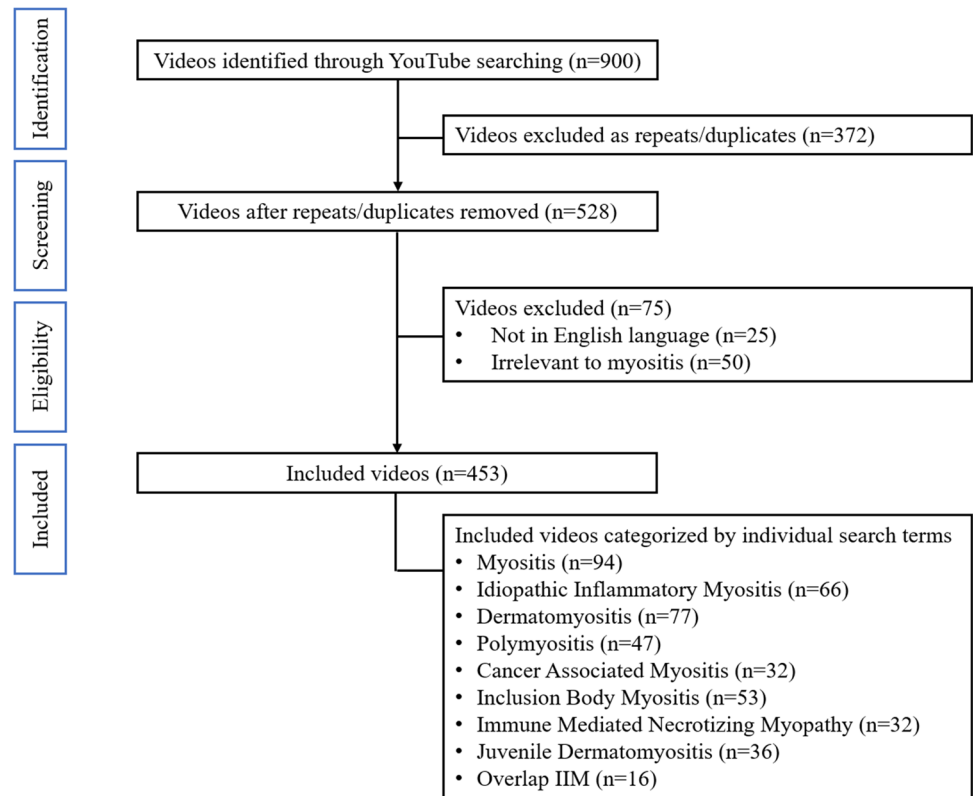 Identification
Videos identified through YouTube searching (n=900)
Videos excluded as repeats/duplicates (n=372)
Screening
Videos after repeats/duplicates removed (n=528)
Eligibility
Videos excluded (n=75)
• Not in English language (n=25)
• Irrelevant to myositis (n=50)
Included
Included videos (n=453)
Included videos categorized by individual search terms
• Myositis (n=94)
• Idiopathic Inflammatory Myositis (n=66)
• Dermatomyositis (n=77)
• Polymyositis (n=47)
• Cancer Associated Myositis (n=32)
• Inclusion Body Myositis (n=53)
• Immune Mediated Necrotizing Myopathy (n=32)
• Juvenile Dermatomyositis (n=36)
• Overlap IIM (n=16)